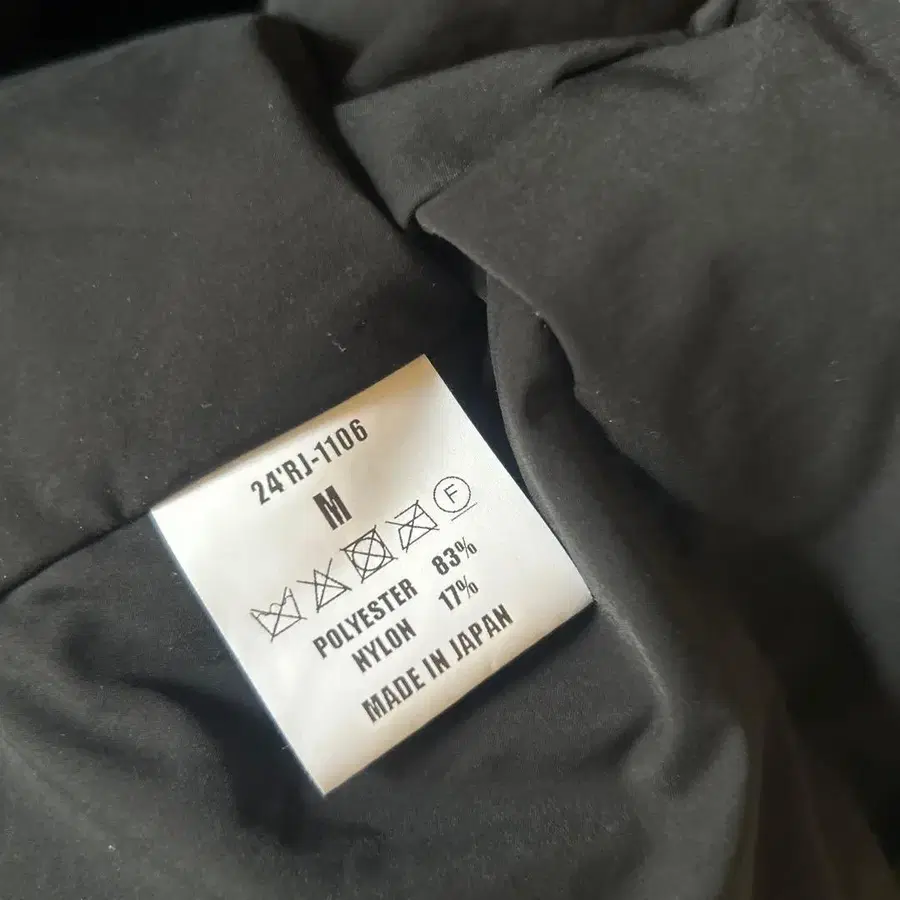 24'RJ-1106
M
F
POLYESTER 83%
NYLON 17%
MADE IN JAPAN